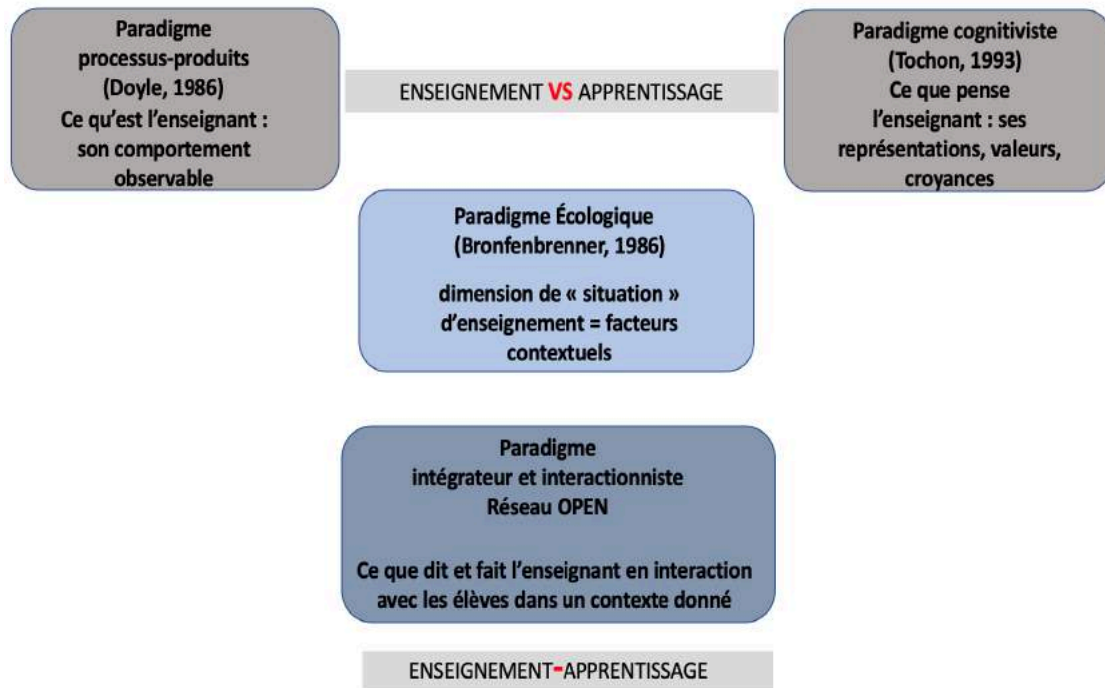 Paradigme
processus-produits
(Doyle, 1986)
Ce qu’est l’enseignant :
son comportement
observable
ENSEIGNEMENT VS APPRENTISSAGE
Paradigme cognitiviste
(Tochon, 1993)
Ce que pense
l’enseignant : ses
représentations, valeurs,
croyances
Paradigme Écologique
(Bronfenbrenner, 1986)
dimension de « situation »
d’enseignement = facteurs
contextuels
Paradigme
intégrateur et interactionniste
Réseau OPEN
Ce que dit et fait l’enseignant en interaction
avec les élèves dans un contexte donné
ENSEIGNEMENT-APPRENTISSAGE